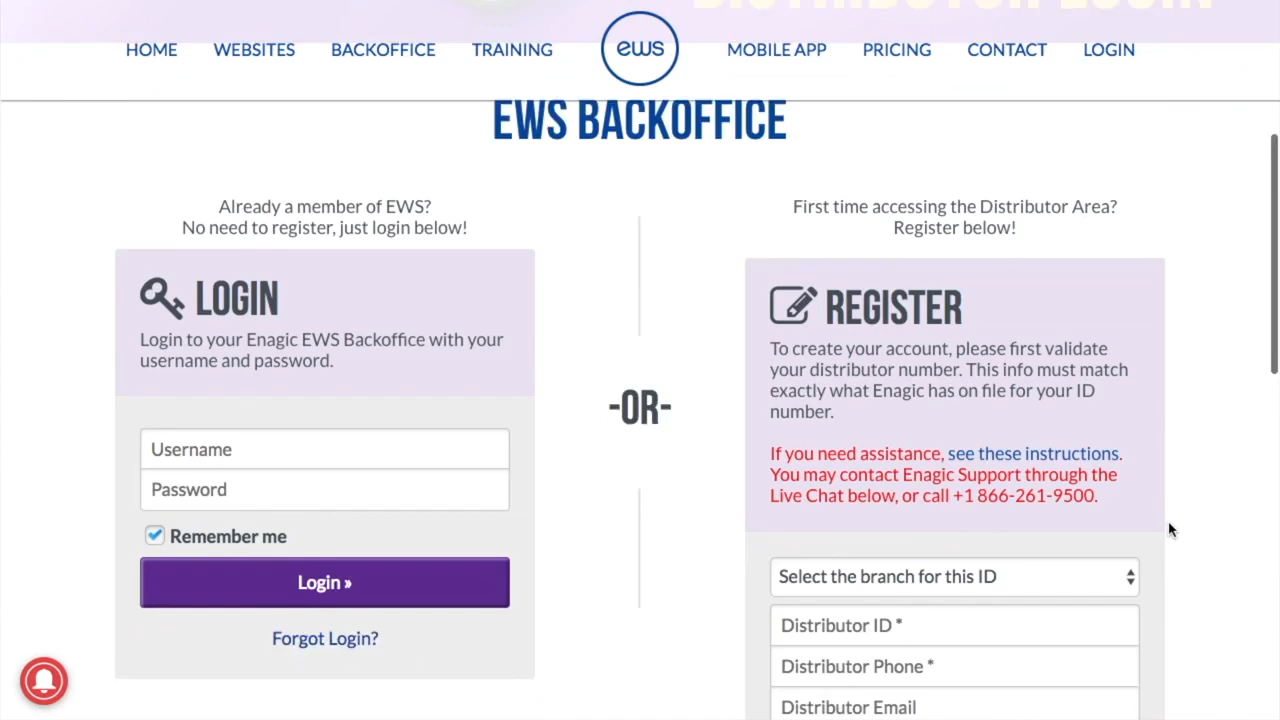 DISTRIBUTOR LOGIN
HOME
WEBSITES
BACKOFFICE
TRAINING
ews
MOBILE APP
PRICING
CONTACT
LOGIN
EWS BACKOFFICE
Already a member of EWS?
No need to register, just login below!
LOGIN
Login to your Enagic EWS Backoffice with your
username and password.
Username
Password
Remember me
Login »
Forgot Login?
-OR-
First time accessing the Distributor Area?
Register below!
REGISTER
To create your account, please first validate
your distributor number. This info must match
exactly what Enagic has on file for your ID
number.
If you need assistance, see these instructions.
You may contact Enagic Support through the
Live Chat below, or call +1 866-261-9500.
Select the branch for this ID
Distributor ID *
Distributor Phone *
Distributor Email